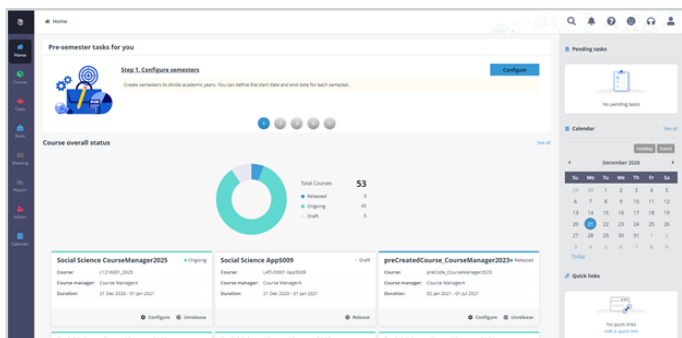 Home
Home
Course
Class
Bank
Marking
Report
Admin
Calendar
Pre-semester tasks for you
Step 1. Configure semesters
Configure
Create semesters to divide academic years. You can define the start date and end date for each semester.
1 2 3 4 5
Course overall status
See all
Total Courses: 53
Released 3
Ongoing 45
Draft 5
Social Science CourseManager2025
Ongoing
Course: L1216001_2025
Course manager: Course ManagerA
Duration: 21 Dec 2020 - 01 Jan 2021
Configure Unrelease
Social Science App5009
Draft
Course: LATUO001 App5009
Course manager: Course ManagerA
Duration: 21 Dec 2020 - 01 Jan 2021
Release
preCreatedCourse_CourseManager2023
Released
Course: preCode_CourseManager2025
Course manager: Course ManagerA
Duration: 02 Jan 2021 - 01 Jul 2021
Configure Unrelease
Pending tasks
No pending tasks
Calendar
See all
Holiday Event
December 2020
Su Mo Tu We Th Fr Sa
29 30 1 2 3 4 5
6 7 8 9 10 11 12
13 14 15 16 17 18 19
20 21 22 23 24 25 26
27 28 29 30 31 1 2
3 4 5 6 7 8 9
Today
Quick links
No quick links
Add a quick link